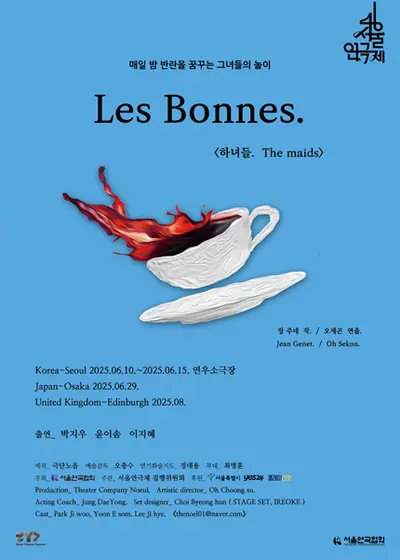 서울
연극제
매일 밤 반란을 꿈꾸는 그녀들의 놀이
Les Bonnes.
<하녀들. The maids>
장 주네 작. / 오세곤 연출.
Jean Genet. / Oh Sekon.
Korea-Seoul 2025.06.10.~2025.06.15. 연우소극장
Japan-Osaka 2025.06.29.
United Kingdom-Edinburgh 2025.08.
출연_ 박지우 윤이솜 이지혜
제작_ 극단노을 예술감독_ 오충수 연기화술지도_ 정대용 무대_ 최병훈
주최_ 서울연극협회 주관_ 서울연극제 집행위원회 후원_ 서울특별시 yes24
Production_ Theater Company Noeul, Artistic director_ Oh Choong su.
Acting Coach_ Jung DaeYong. Set designer_ Choi Byeong hun ( STAGE SET, IREOKE )
Cast_ Park Ji woo, Yoon E som, Lee Ji hye. 《thenoel01@naver.com》
서울연극협회